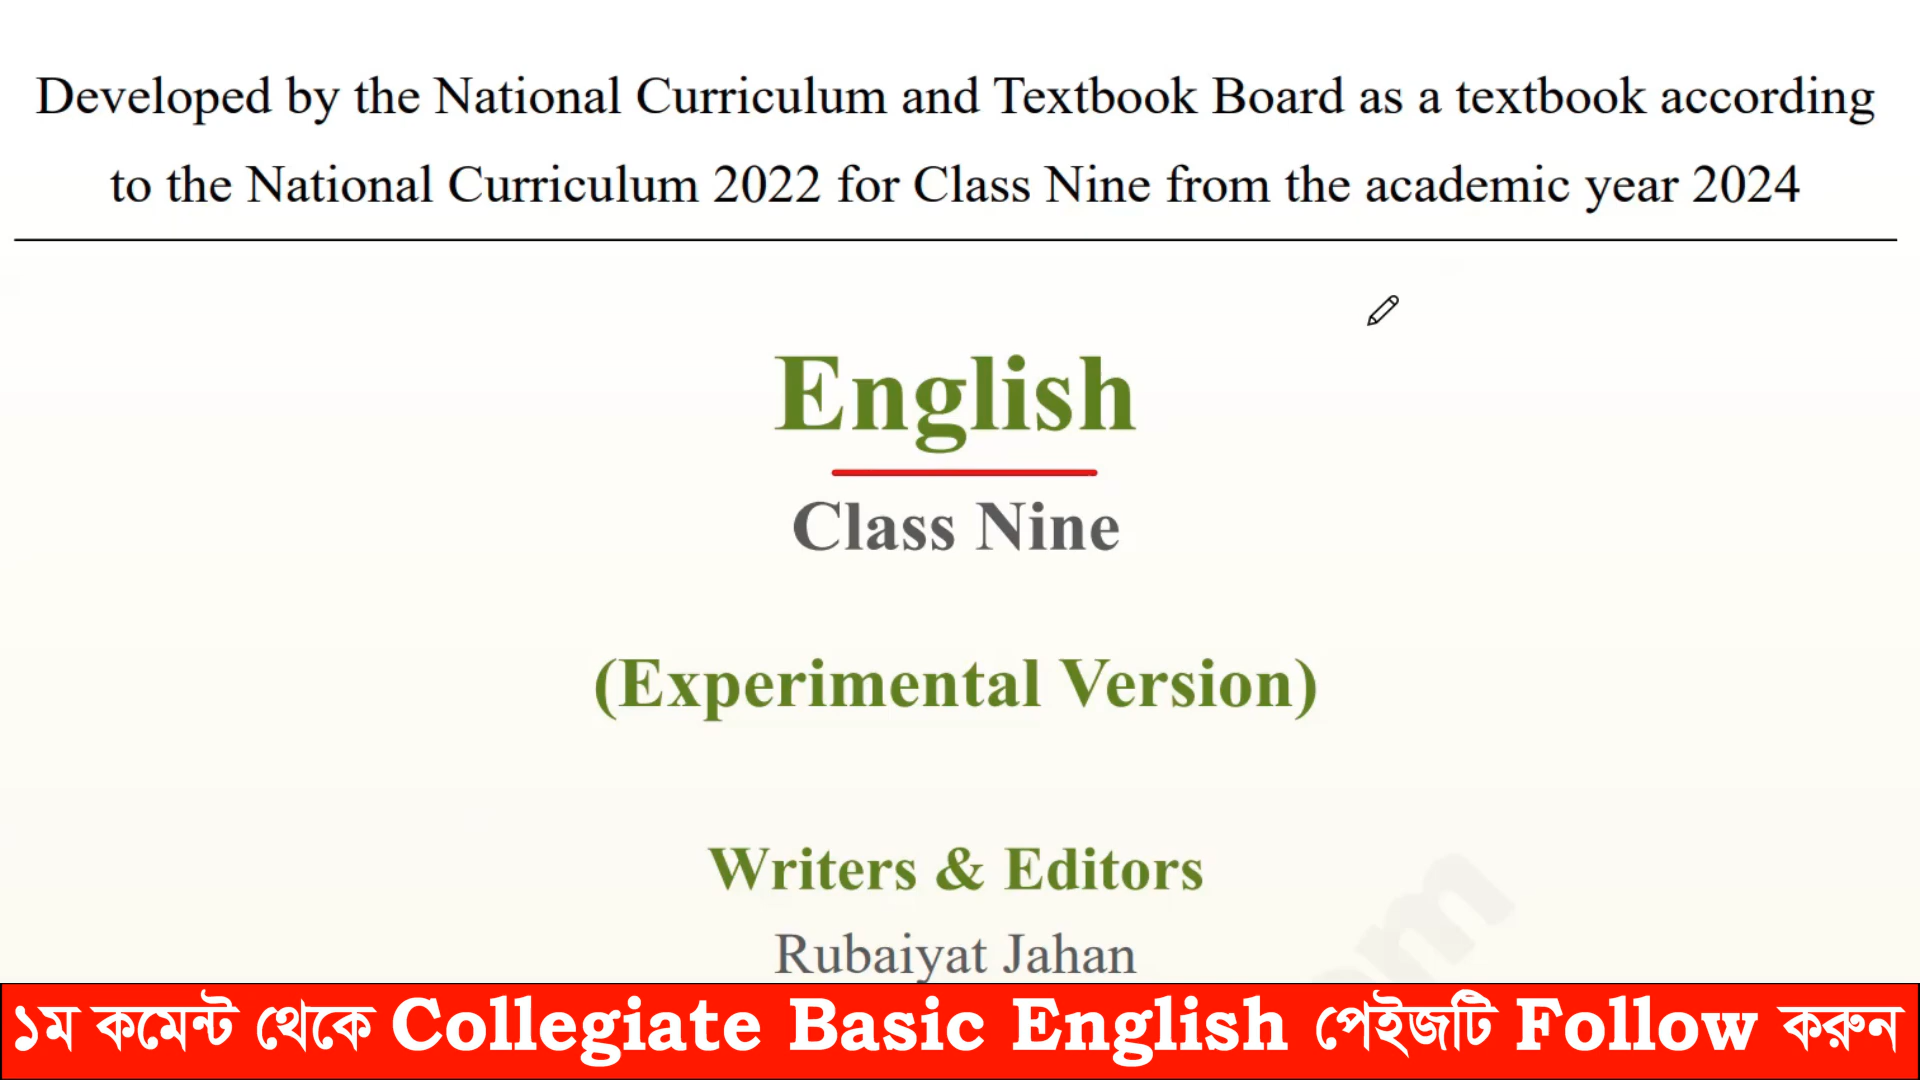 Developed by the National Curriculum and Textbook Board as a textbook according
to the National Curriculum 2022 for Class Nine from the academic year 2024
English
Class Nine
(Experimental Version)
Writers & Editors
Rubaiyat Jahan
১ম কমেন্ট থেকে Collegiate Basic English পেইজটি Follow করুন